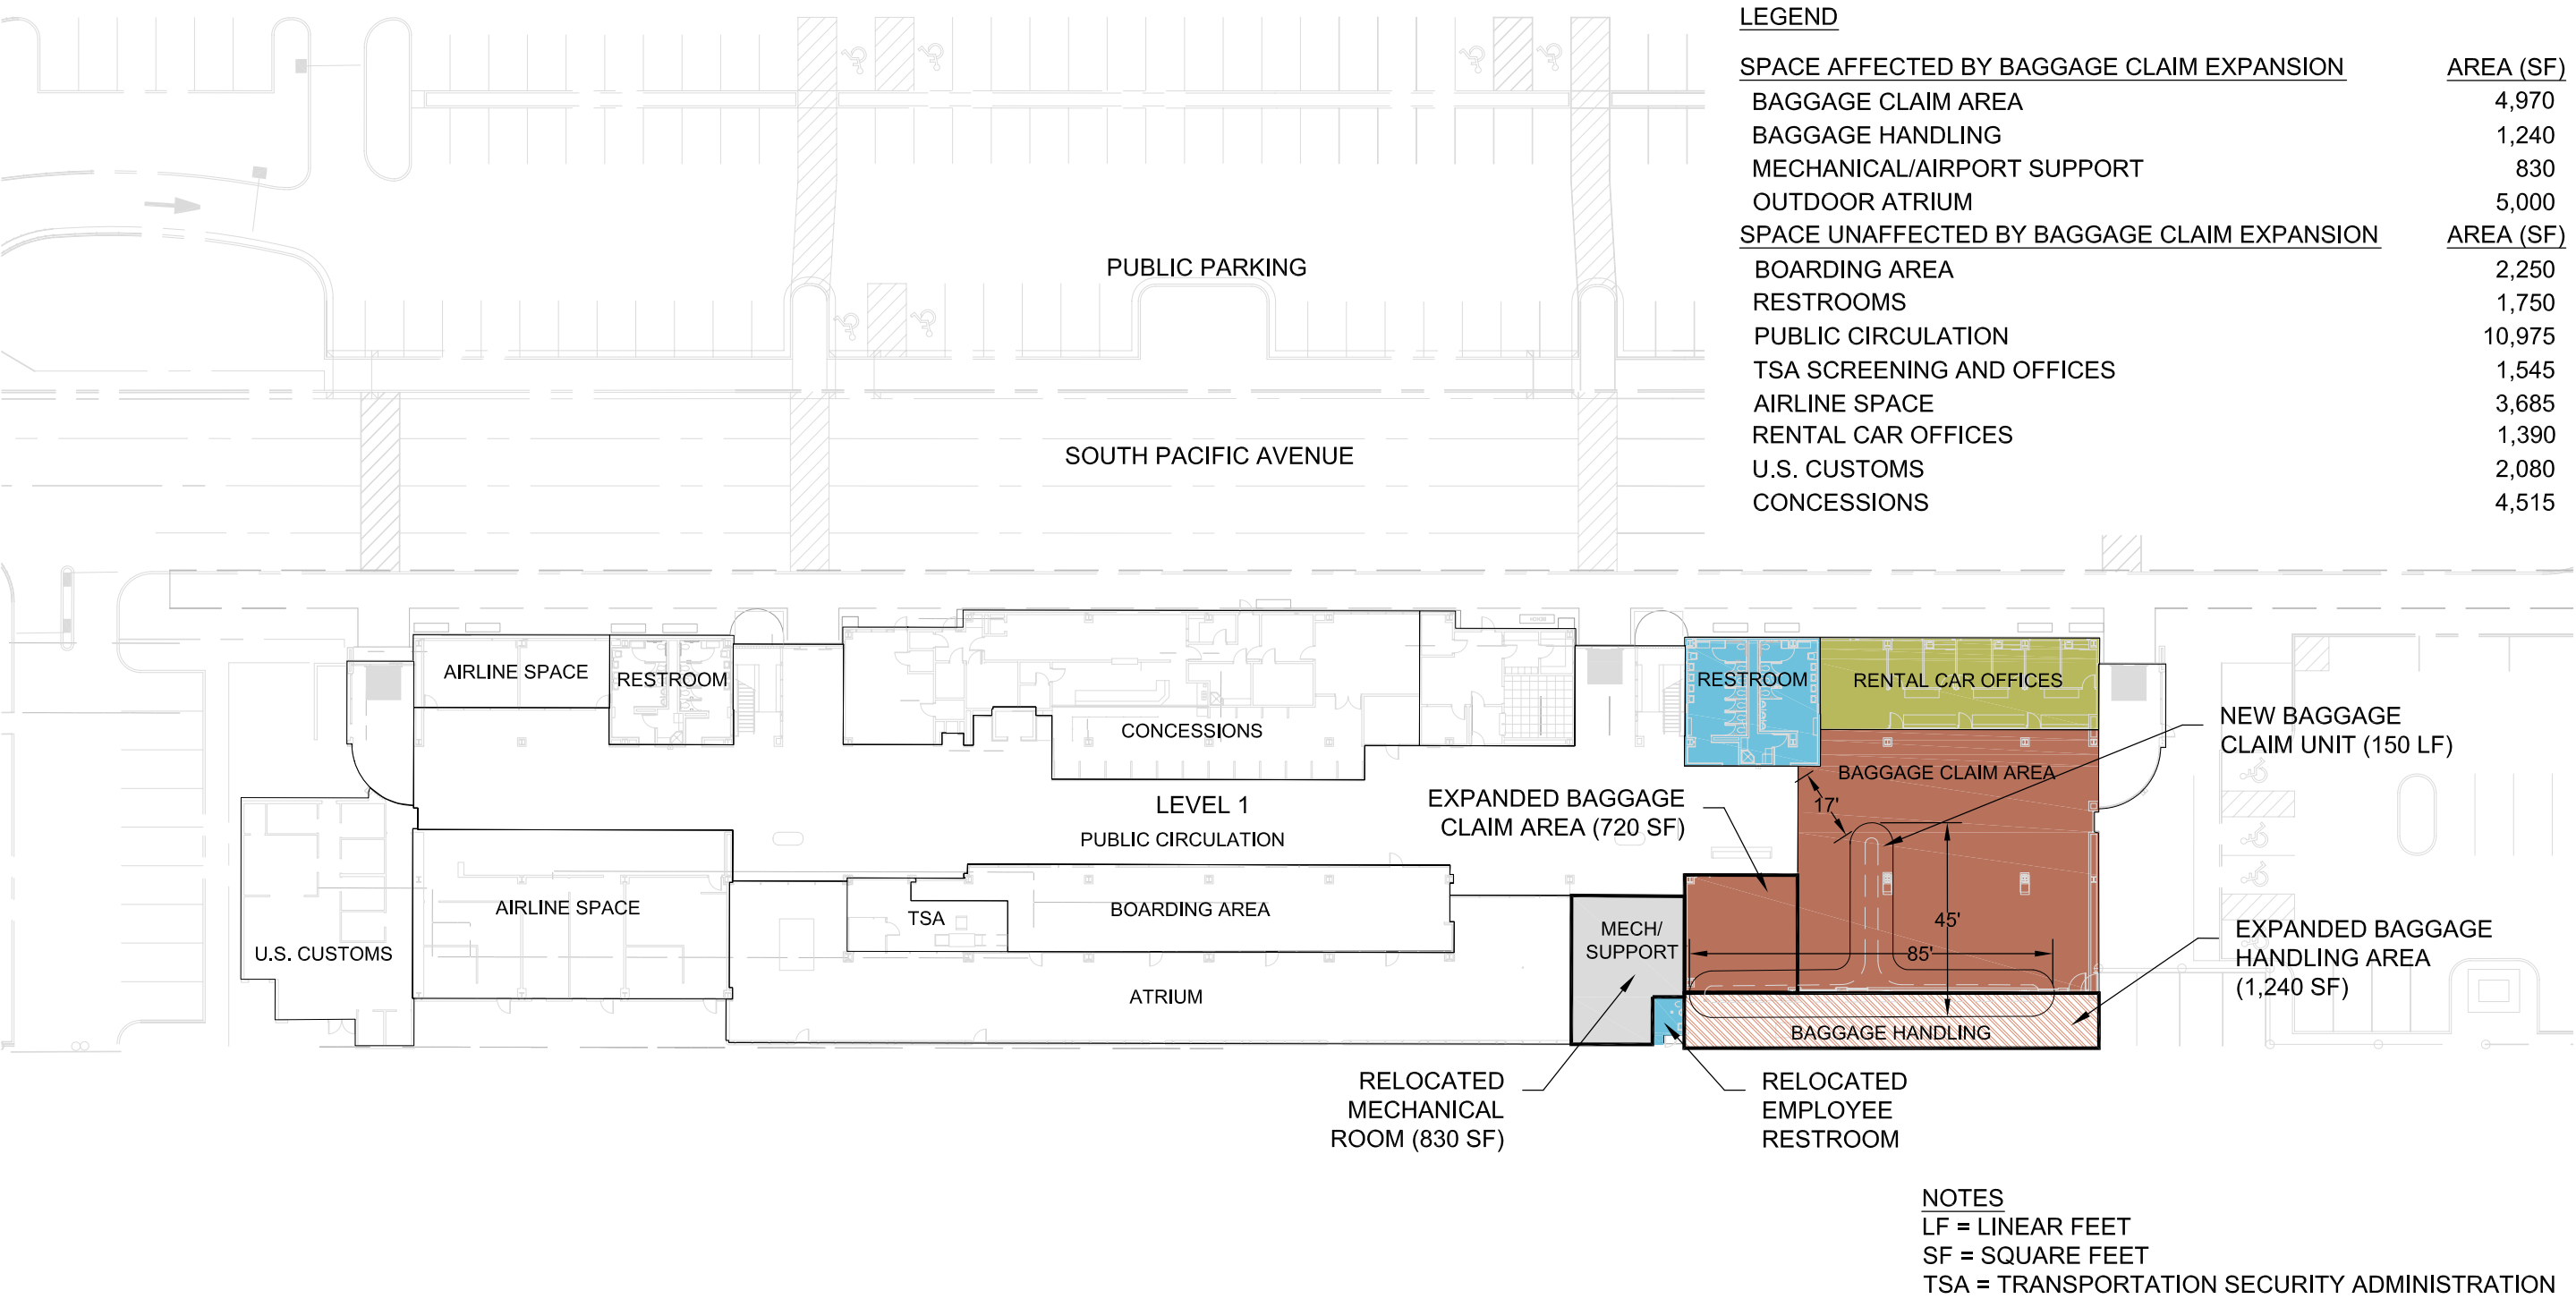 LEGEND
SPACE AFFECTED BY BAGGAGE CLAIM EXPANSION AREA (SF)
BAGGAGE CLAIM AREA 4,970
BAGGAGE HANDLING 1,240
MECHANICAL/AIRPORT SUPPORT 830
OUTDOOR ATRIUM 5,000
SPACE UNAFFECTED BY BAGGAGE CLAIM EXPANSION AREA (SF)
BOARDING AREA 2,250
RESTROOMS 1,750
PUBLIC CIRCULATION 10,975
TSA SCREENING AND OFFICES 1,545
AIRLINE SPACE 3,685
RENTAL CAR OFFICES 1,390
U.S. CUSTOMS 2,080
CONCESSIONS 4,515
PUBLIC PARKING
SOUTH PACIFIC AVENUE
AIRLINE SPACE
RESTROOM
CONCESSIONS
RESTROOM
RENTAL CAR OFFICES
NEW BAGGAGE
CLAIM UNIT (150 LF)
BAGGAGE CLAIM AREA
17'
EXPANDED BAGGAGE
CLAIM AREA (720 SF)
LEVEL 1
PUBLIC CIRCULATION
AIRLINE SPACE
TSA
BOARDING AREA
U.S. CUSTOMS
ATRIUM
MECH/
SUPPORT
45'
85'
EXPANDED BAGGAGE
HANDLING AREA
(1,240 SF)
BAGGAGE HANDLING
RELOCATED
MECHANICAL
ROOM (830 SF)
RELOCATED
EMPLOYEE
RESTROOM
NOTES
LF = LINEAR FEET
SF = SQUARE FEET
TSA = TRANSPORTATION SECURITY ADMINISTRATION